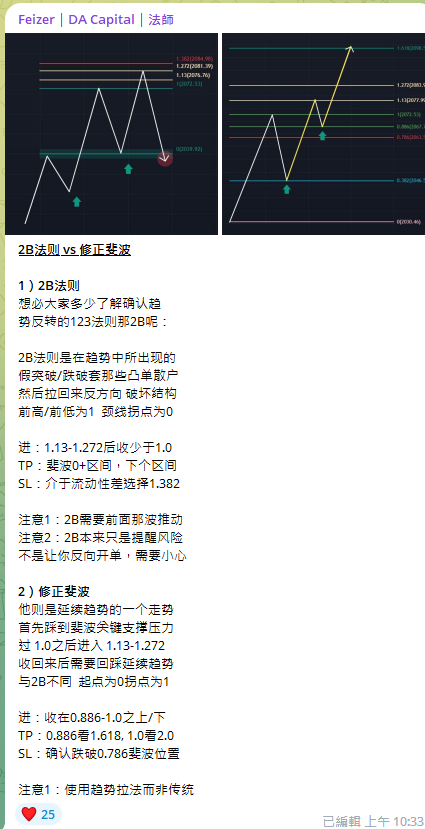 Feizer | DA Capital | 法師
1.382(2084.98)
1.272(2081.39)
1.13(2076.76)
1(2072.53)
0(2039.92)
1.272(2083.
1.13(2077.9
1(2072.53)
0.886(2067.
0.786(2063.
0.382(2046.
0(2030.46)
2B法则 vs 修正斐波
1）2B法则
想必大家多少了解确认趋
势反转的123法则那2B呢：
2B法则是在趋势中所出现的
假突破/跌破套那些凸单散户
然后拉回来反方向 破坏结构
前高/前低为1 颈线拐点为0
进：1.13-1.272后收少于1.0
TP：斐波0+区间，下个区间
SL：介于流动性差选择1.382
注意1：2B需要前面那波推动
注意2：2B本来只是提醒风险
不是让你反向开单，需要小心
2）修正斐波
他则是延续趋势的一个走势
首先踩到斐波关键支撑压力
过 1.0之后进入 1.13-1.272
收回来后需要回踩延续趋势
与2B不同 起点为0拐点为1
进：收在0.886-1.0之上/下
TP：0.886看1.618, 1.0看2.0
SL：确认跌破0.786斐波位置
注意1：使用趋势拉法而非传统
25
已編輯 上午 10:33